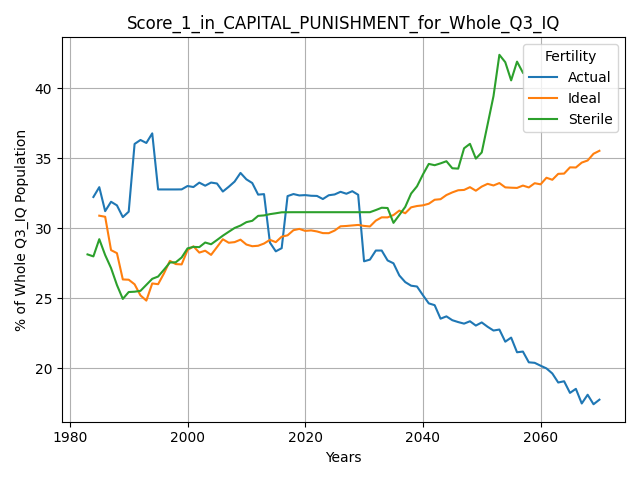 Score_1_in_CAPITAL_PUNISHMENT_for_Whole_Q3_IQ
Fertility
Actual
Ideal
Sterile
% of Whole Q3_IQ Population
40
35
30
25
20
1980
2000
2020
2040
2060
Years